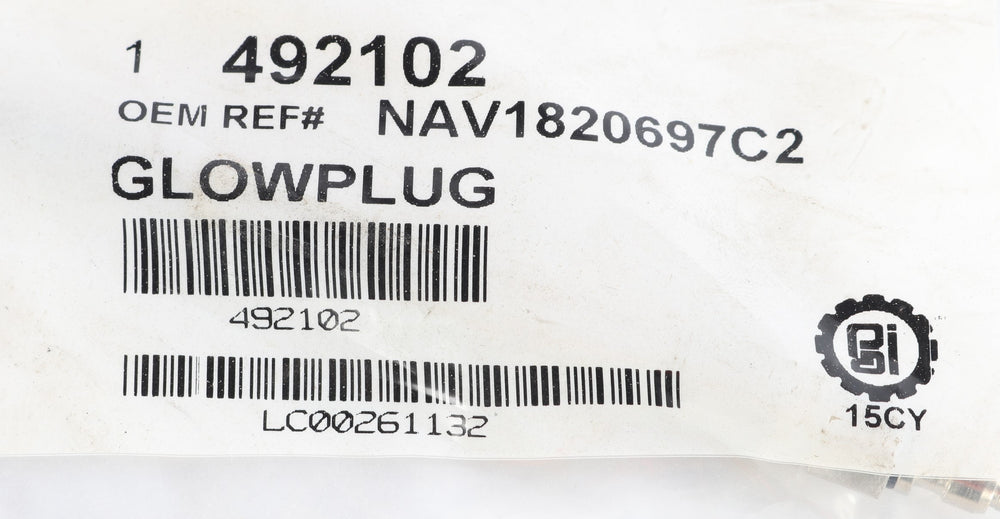 1 492102
OEM REF# NAV1820697C2
GLOWPLUG
492102
LC00261132
15CY